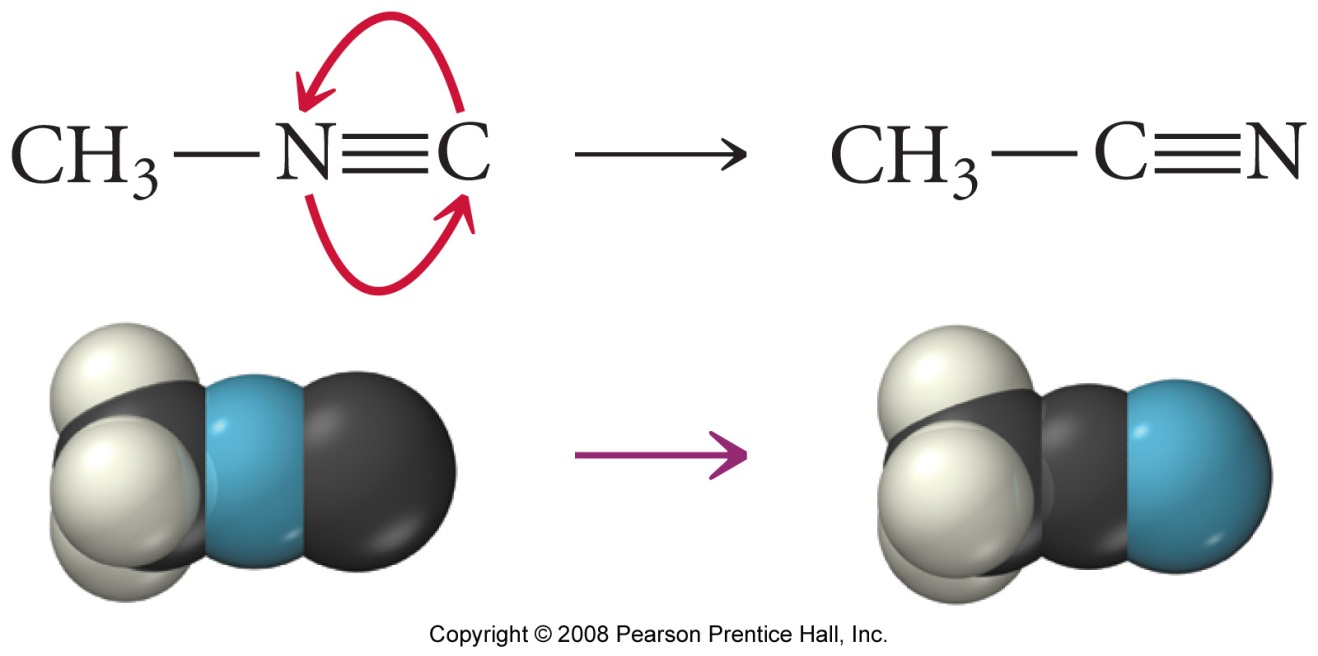 CH₃—N≡C ⟶ CH₃—C≡N
Copyright © 2008 Pearson Prentice Hall, Inc.